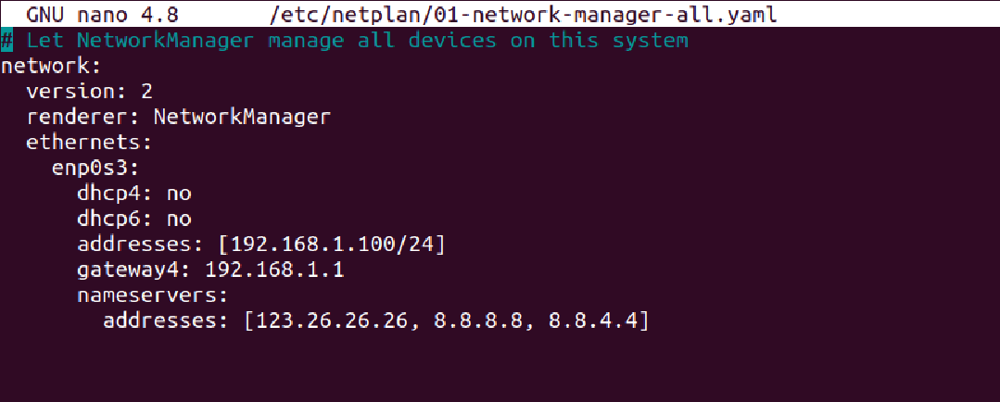 GNU nano 4.8 /etc/netplan/01-network-manager-all.yaml
# Let NetworkManager manage all devices on this system
network:
  version: 2
  renderer: NetworkManager
  ethernets:
    enp0s3:
      dhcp4: no
      dhcp6: no
      addresses: [192.168.1.100/24]
      gateway4: 192.168.1.1
      nameservers:
        addresses: [123.26.26.26, 8.8.8.8, 8.8.4.4]